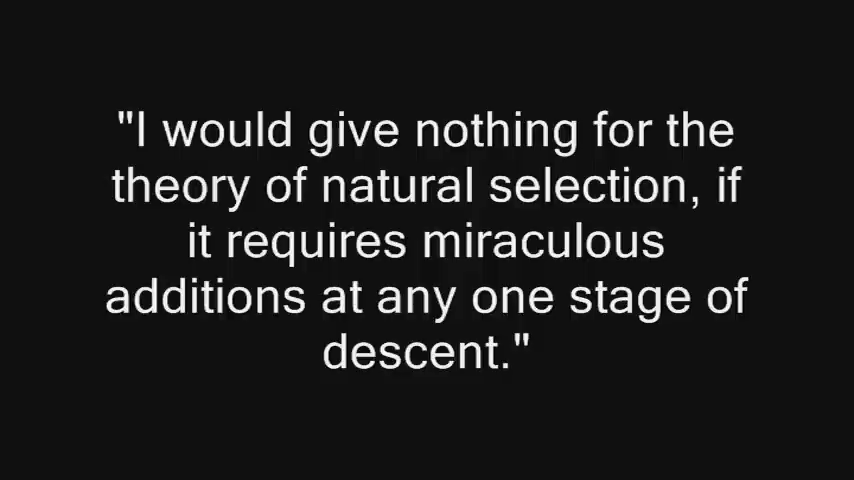 "I would give nothing for the
theory of natural selection, if
it requires miraculous
additions at any one stage of
descent."